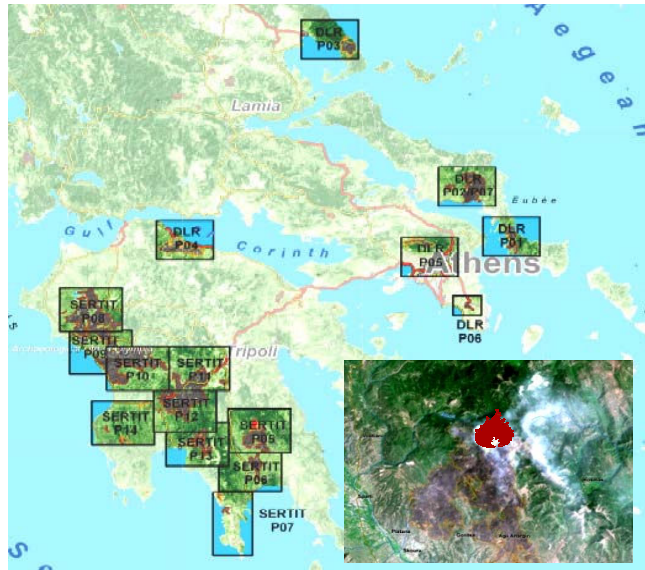 Aegean
DLR
P03
Lamia
DLR
P02/P07
Eubée
DLR
P01
Gulf
DLR
P04
Corinth
DLR
P05
Athens
DLR
P06
SERTIT
P08
SERTIT
P09
Tripoli
SERTIT
P10
SERTIT
P11
SERTIT
P12
SERTIT
P14
SERTIT
P05
SERTIT
P13
SERTIT
P06
SERTIT
P07
S